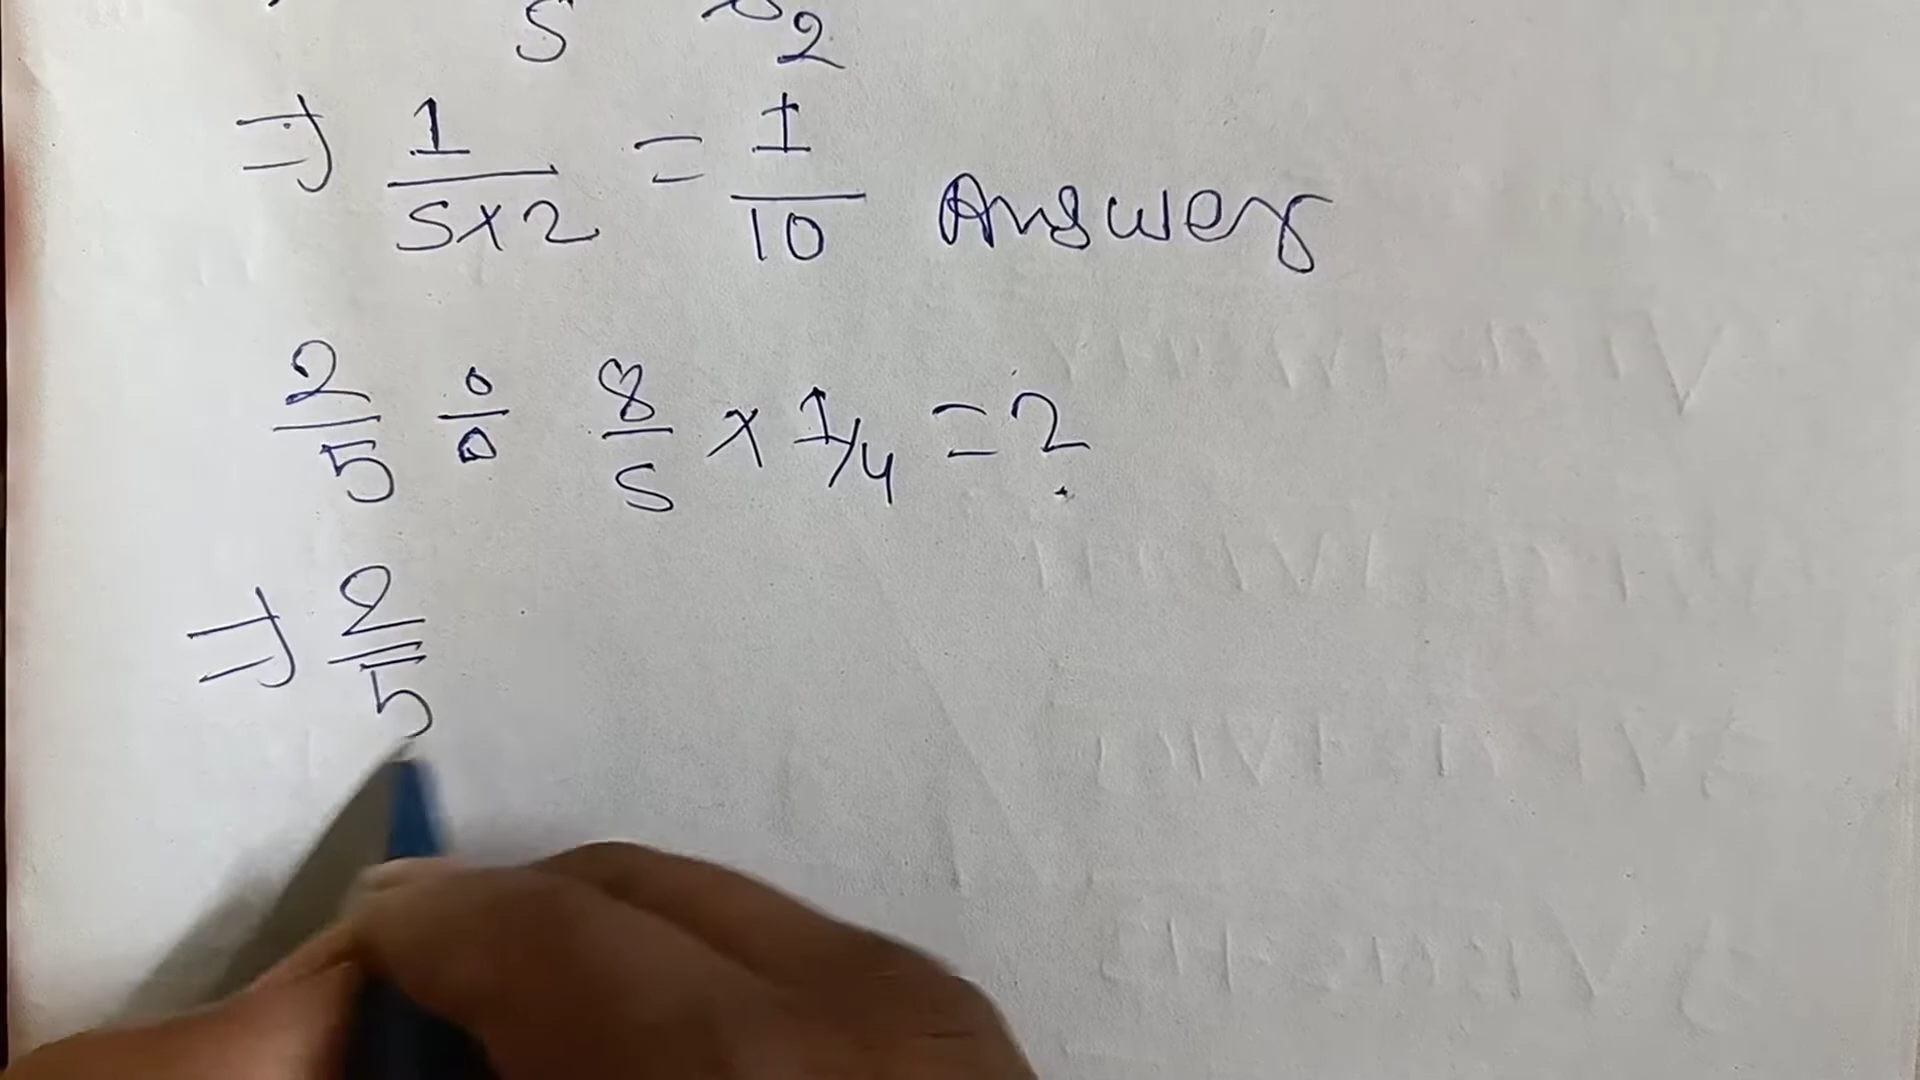 5 2
⇒ 1/(5×2) = 1/10 Answer
2/5 ÷ 8/5 × 1/4 = ?
⇒ 2/5